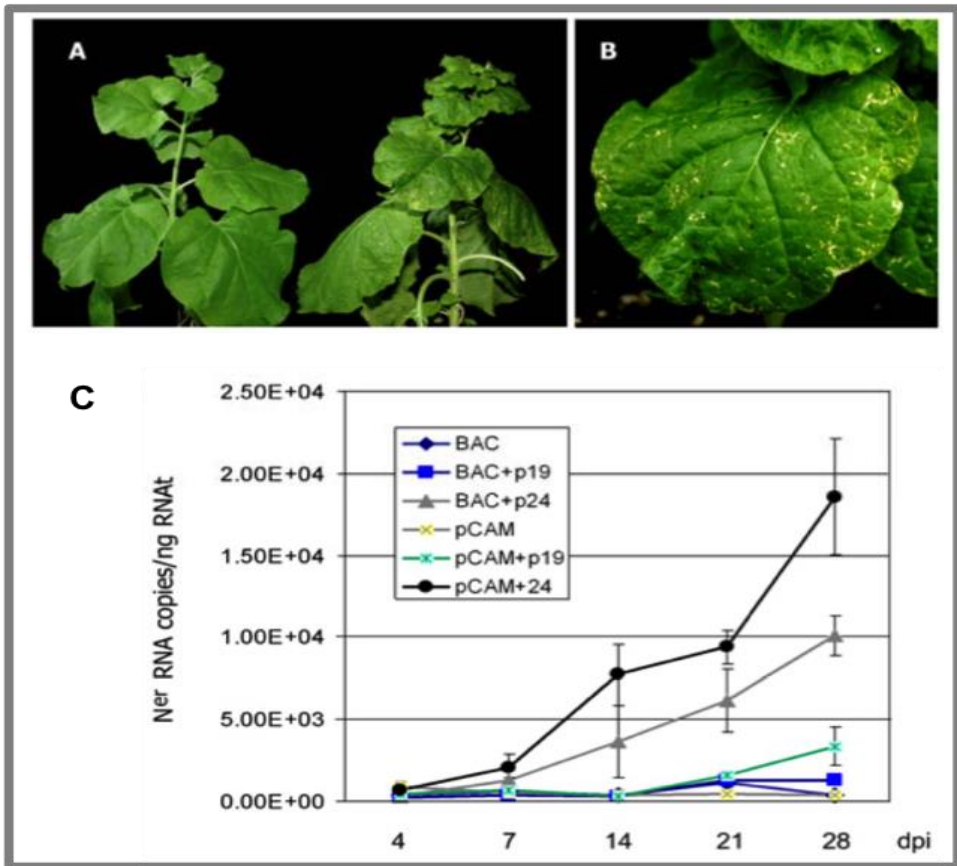 A
B
C
2.50E+04
2.00E+04
1.50E+04
1.00E+04
5.00E+03
0.00E+00
Nᵉʳ RNA copies/ng RNAt
BAC
BAC+p19
BAC+p24
pCAM
pCAM+p19
pCAM+24
4 7 14 21 28 dpi